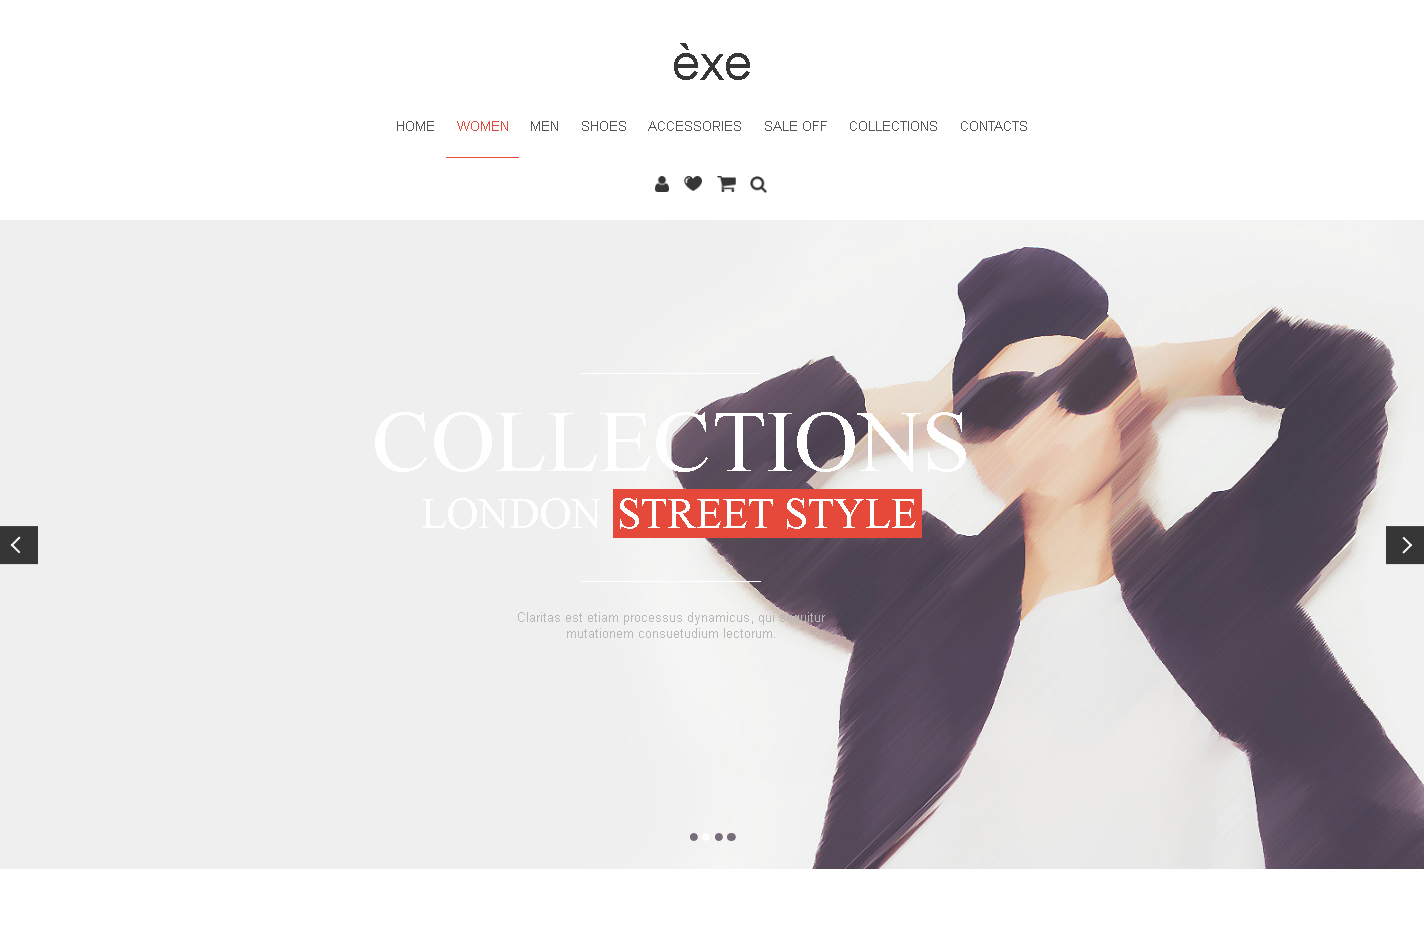 èxe
HOME WOMEN MEN SHOES ACCESSORIES SALE OFF COLLECTIONS CONTACTS
COLLECTIONS
LONDON STREET STYLE
Claritas est etiam processus dynamicus, qui sequitur
mutationem consuetudium lectorum.